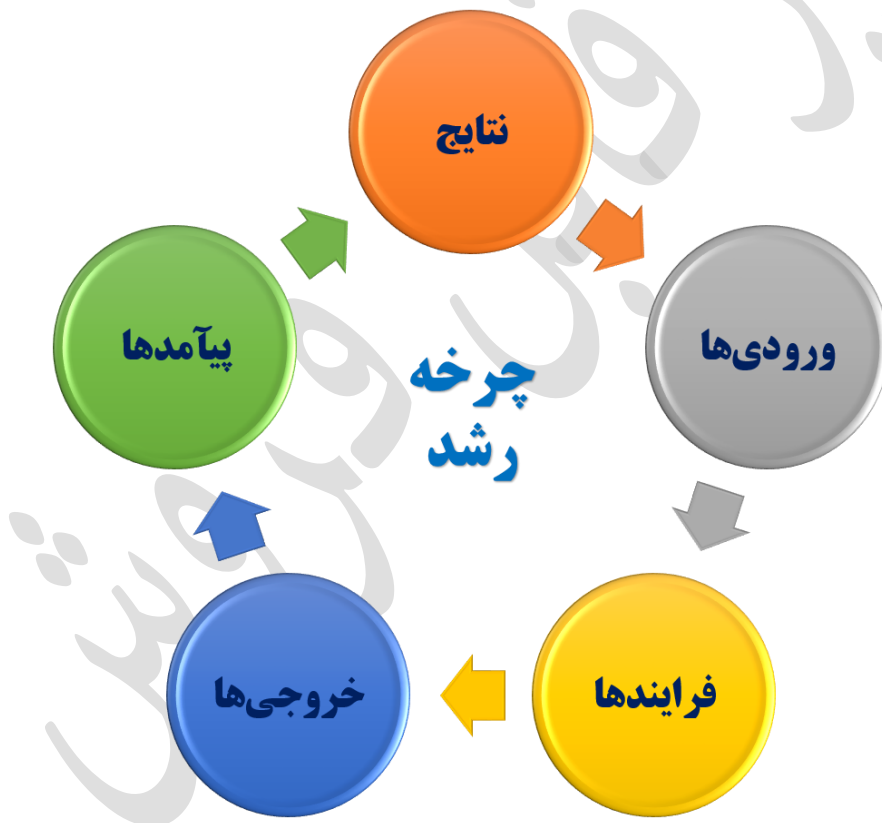 نتایج
ورودی‌ها
فرایندها
خروجی‌ها
پیآمدها
چرخه
رشد